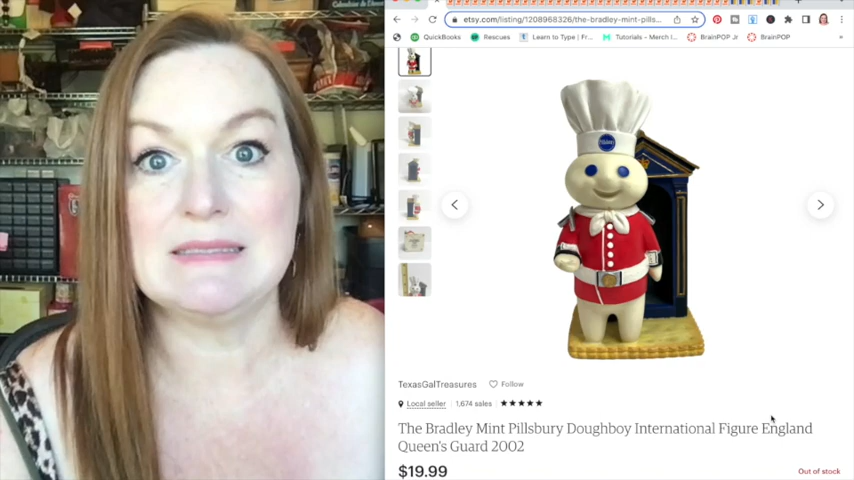 etsy.com/listing/1208968326/the-bradley-mint-pills...
QuickBooks
Rescues
Learn to Type | Fr...
Tutorials - Merch I...
BrainPOP Jr
BrainPOP
»
Pillsbury
TexasGalTreasures
Follow
Local seller | 1,674 sales
The Bradley Mint Pillsbury Doughboy International Figure England
Queen's Guard 2002
$19.99
Out of stock